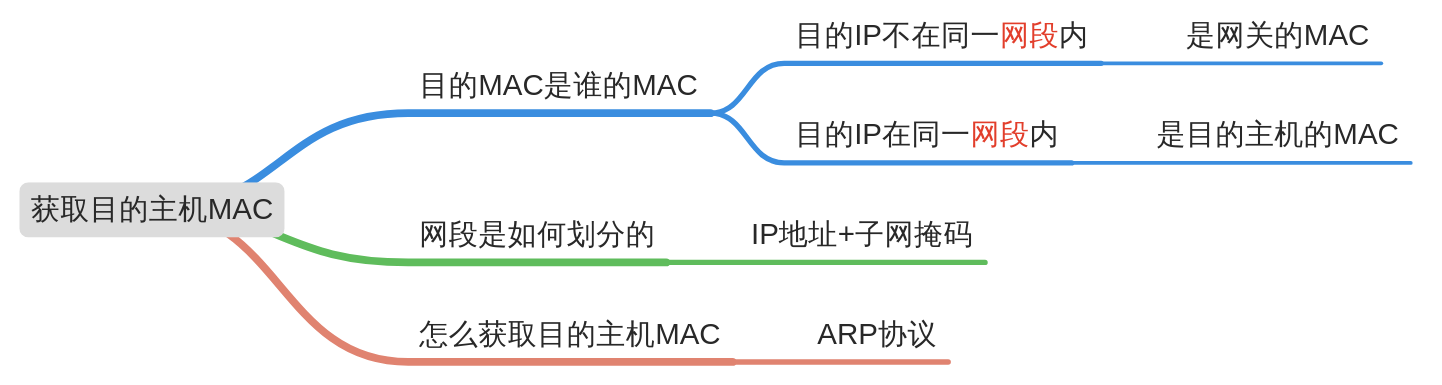 目的IP不在同一网段内
是网关的MAC
目的MAC是谁的MAC
目的IP在同一网段内
是目的主机的MAC
获取目的主机MAC
网段是如何划分的
IP地址+子网掩码
怎么获取目的主机MAC
ARP协议